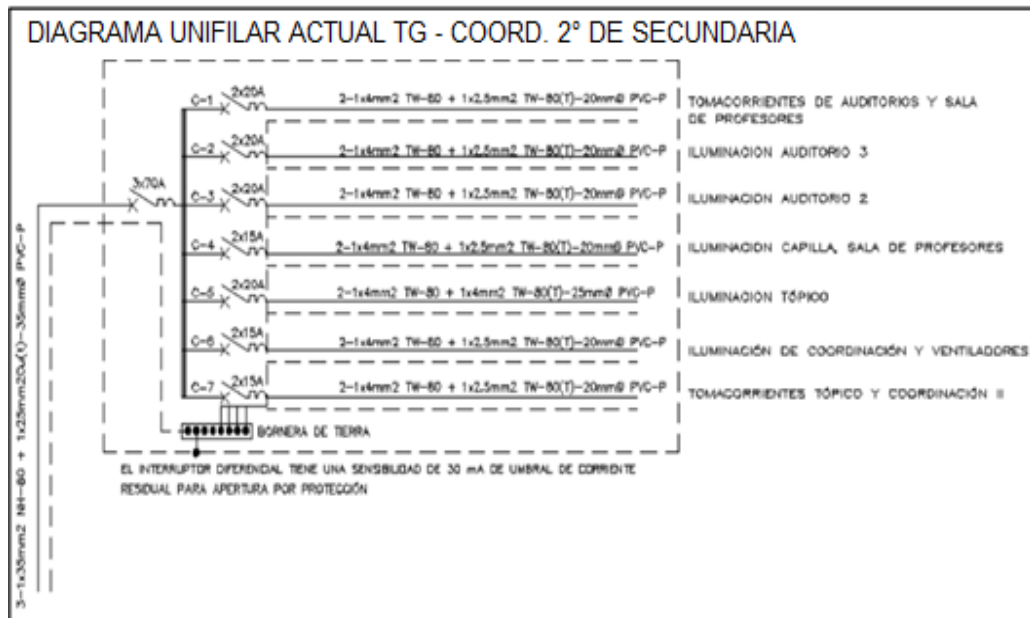 DIAGRAMA UNIFILAR ACTUAL TG - COORD. 2° DE SECUNDARIA
C-1 2x20A 2-1x4mm2 TW-80 + 1x2.5mm2 TW-80(T)-20mmØ PVC-P TOMACORRIENTES DE AUDITORIOS Y SALA
DE PROFESORES
C-2 2x20A 2-1x4mm2 TW-80 + 1x2.5mm2 TW-80(T)-20mmØ PVC-P ILUMINACION AUDITORIO 3
3x70A
C-3 2x20A 2-1x4mm2 TW-80 + 1x2.5mm2 TW-80(T)-20mmØ PVC-P ILUMINACION AUDITORIO 2
C-4 2x15A 2-1x4mm2 TW-80 + 1x2.5mm2 TW-80(T)-20mmØ PVC-P ILUMINACION CAPILLA, SALA DE PROFESORES
C-5 2x20A 2-1x4mm2 TW-80 + 1x4mm2 TW-80(T)-25mmØ PVC-P ILUMINACION TÓPICO
C-6 2x15A 2-1x4mm2 TW-80 + 1x2.5mm2 TW-80(T)-20mmØ PVC-P ILUMINACIÓN DE COORDINACIÓN Y VENTILADORES
C-7 2x15A 2-1x4mm2 TW-80 + 1x2.5mm2 TW-80(T)-20mmØ PVC-P TOMACORRIENTES TÓPICO Y COORDINACIÓN II
BORNERA DE TIERRA
EL INTERRUPTOR DIFERENCIAL TIENE UNA SENSIBILIDAD DE 30 mA DE UMBRAL DE CORRIENTE
RESIDUAL PARA APERTURA POR PROTECCIÓN
3-1x35mm2 NH-80 + 1x25mm2Cu(t)-35mmØ PVC-P